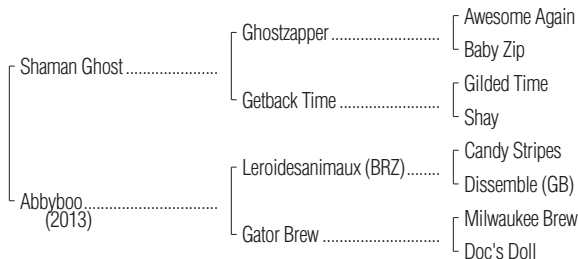 Awesome Again
Ghostzapper
Baby Zip
Shaman Ghost
Gilded Time
Getback Time
Shay
Candy Stripes
Leroidesanimaux (BRZ)
Dissemble (GB)
Abbyboo
(2013)
Milwaukee Brew
Gator Brew
Doc's Doll